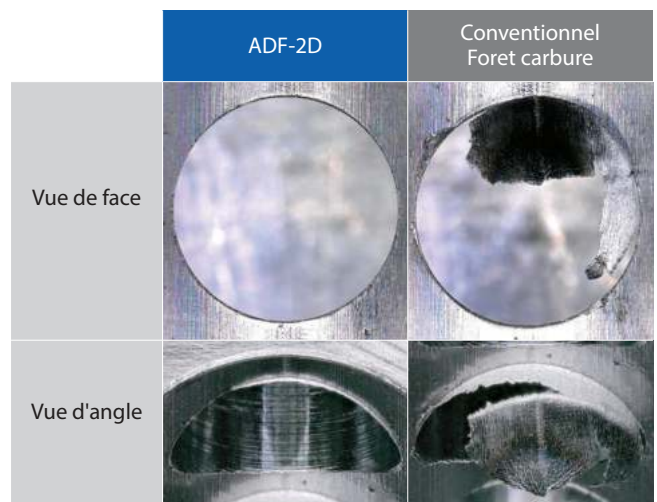 ADF-2D
Conventionnel
Foret carbure
Vue de face
Vue d'angle